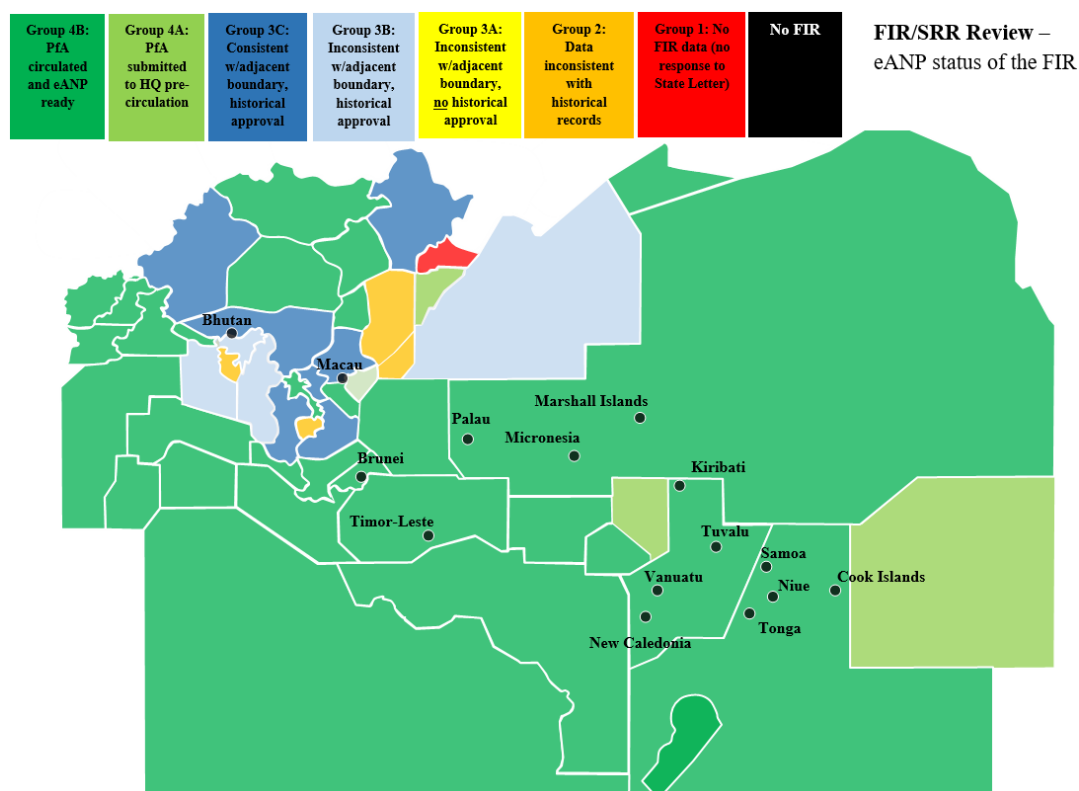 Group 4B:
PfA
circulated
and eANP
ready
Group 4A:
PfA
submitted
to HQ pre-
circulation
Group 3C:
Consistent
w/adjacent
boundary,
historical
approval
Group 3B:
Inconsistent
w/adjacent
boundary,
historical
approval
Group 3A:
Inconsistent
w/adjacent
boundary,
no historical
approval
Group 2:
Data
inconsistent
with
historical
records
Group 1: No
FIR data (no
response to
State Letter)
No FIR
FIR/SRR Review –
eANP status of the FIR
Bhutan
Macau
Marshall Islands
Palau
Micronesia
Brunei
Kiribati
Timor-Leste
Tuvalu
Samoa
Vanuatu
Niue
Cook Islands
Tonga
New Caledonia